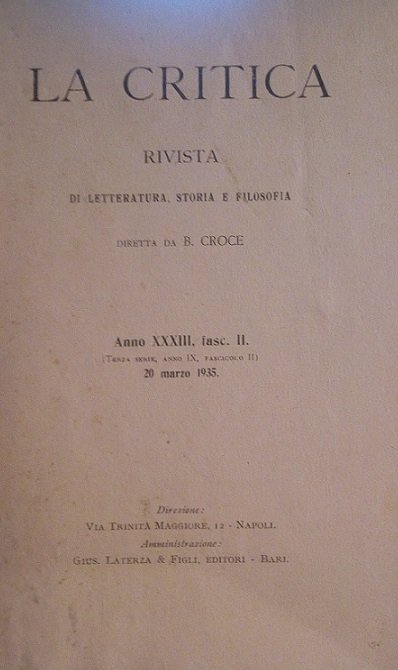 LA CRITICA
RIVISTA
DI LETTERATURA, STORIA E FILOSOFIA
DIRETTA DA B. CROCE
Anno XXXIII, fasc. II.
(TERZA SERIE, ANNO IX, FASCICOLO II)
20 marzo 1935.
Direzione:
VIA TRINITÀ MAGGIORE, 12 - NAPOLI.
Amministrazione:
GIUS. LATERZA & FIGLI, EDITORI - BARI.